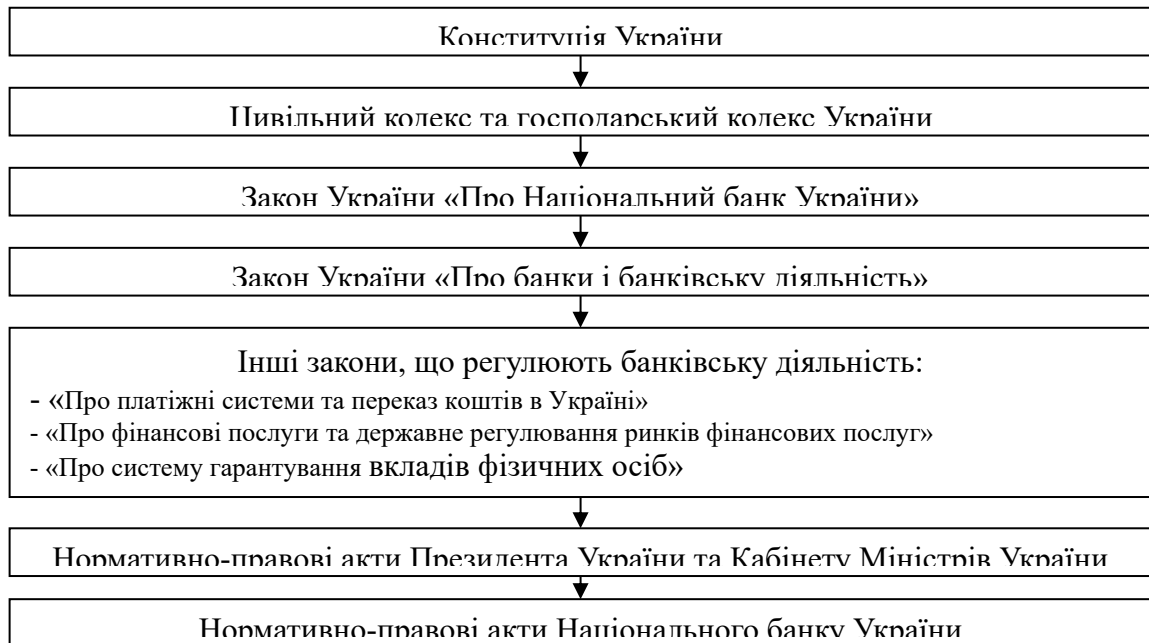 Конституція України
Цивільний кодекс та господарський кодекс України
Закон України «Про Національний банк України»
Закон України «Про банки і банківську діяльність»
Інші закони, що регулюють банківську діяльність:
- «Про платіжні системи та переказ коштів в Україні»
- «Про фінансові послуги та державне регулювання ринків фінансових послуг»
- «Про систему гарантування вкладів фізичних осіб»
Нормативно-правові акти Президента України та Кабінету Міністрів України
Нормативно-правові акти Національного банку України